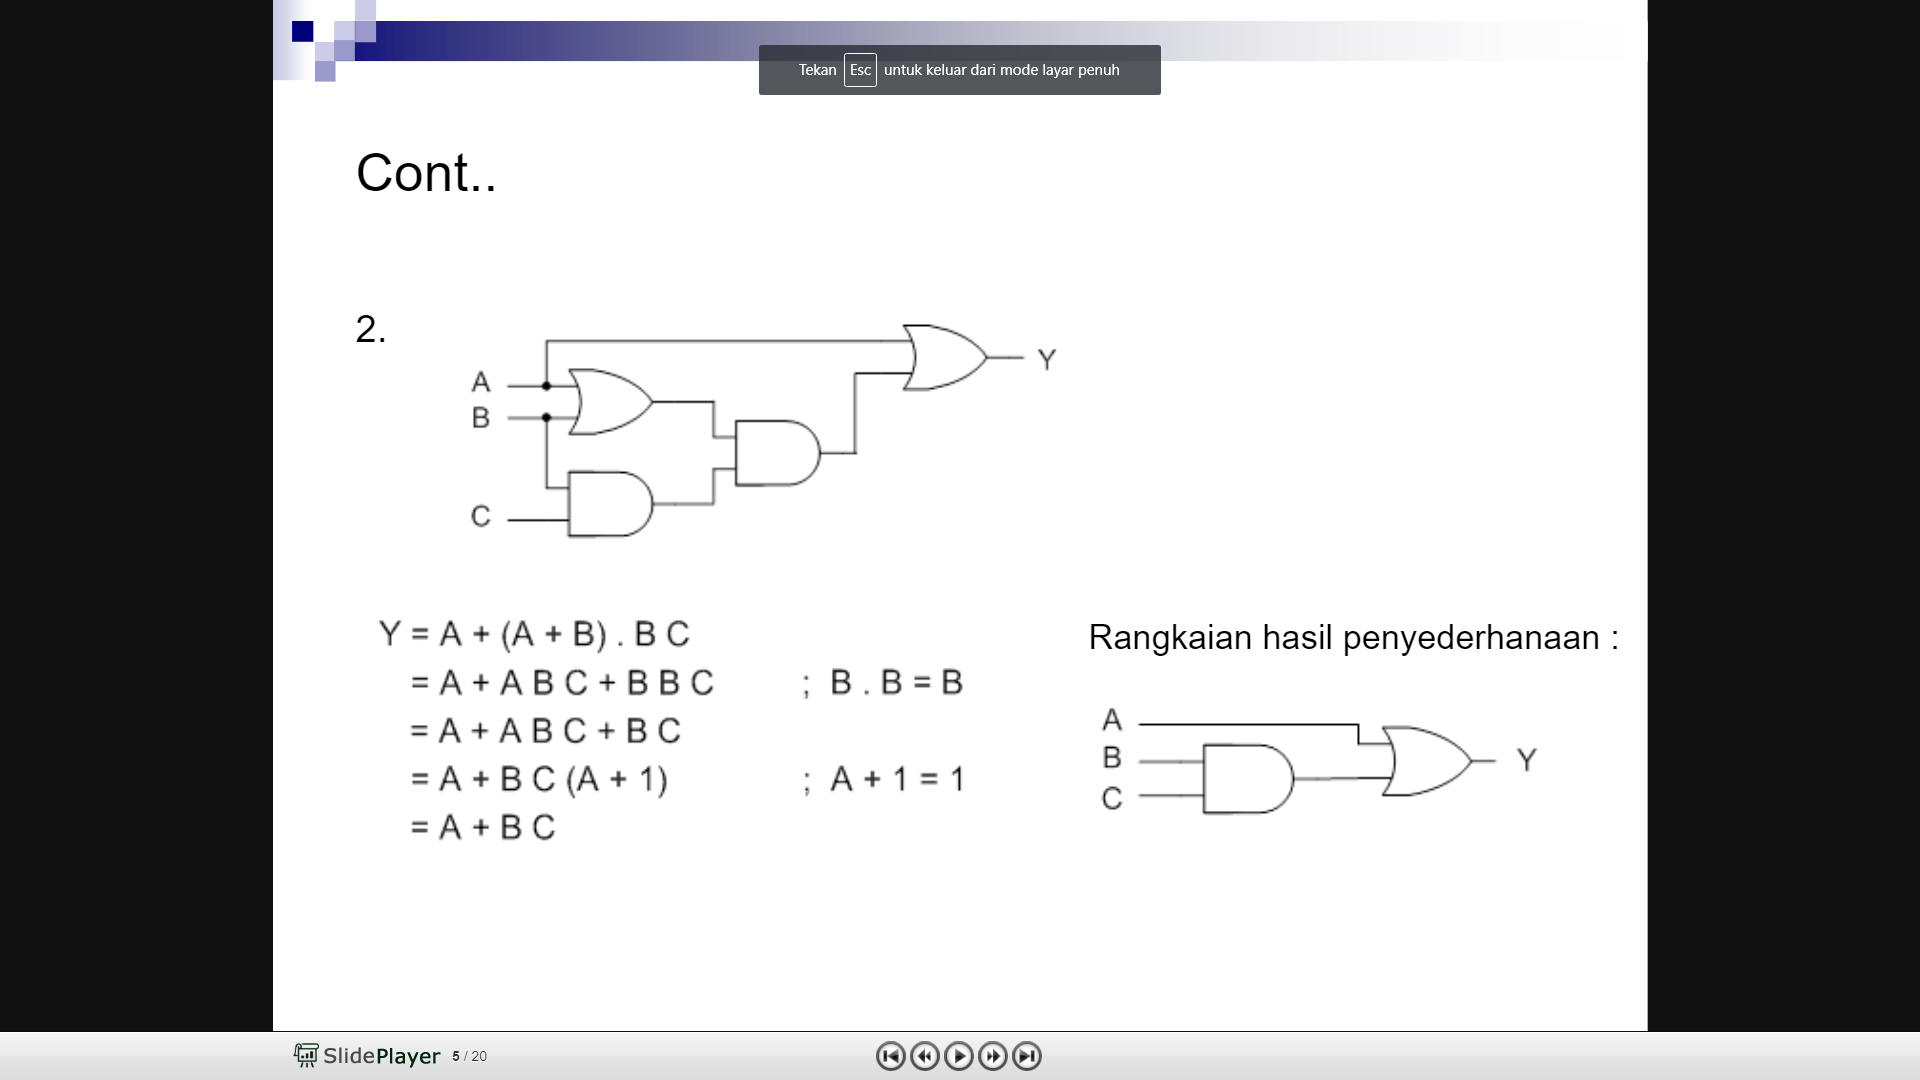 Tekan Esc untuk keluar dari mode layar penuh
Cont..
2.
A
B
C
Y
Y = A + (A + B) . B C
= A + A B C + B B C ; B . B = B
= A + A B C + B C
= A + B C (A + 1) ; A + 1 = 1
= A + B C
Rangkaian hasil penyederhanaan :
A
B
C
Y
SlidePlayer 5 / 20